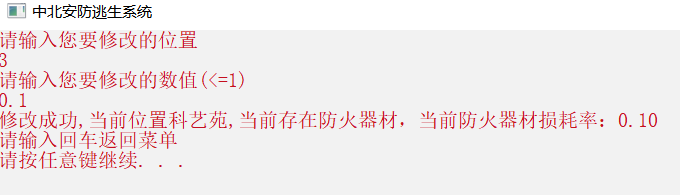 中北安防逃生系统
请输入您要修改的位置
3
请输入您要修改的数值(<=1)
0.1
修改成功,当前位置科艺苑,当前存在防火器材，当前防火器材损耗率：0.10
请输入回车返回菜单
请按任意键继续. . .